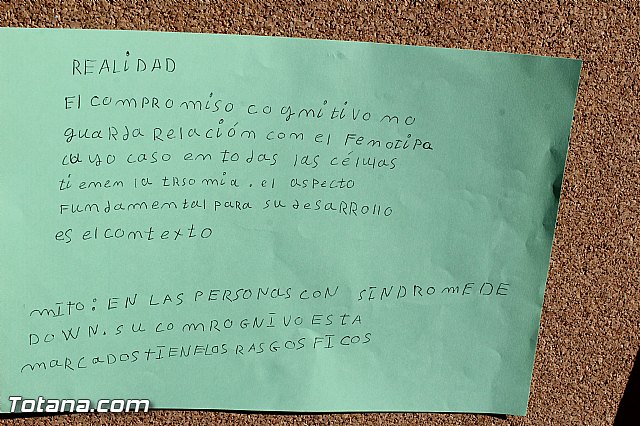 REALIDAD
El compromiso cognitivo no
guarda relación con el Fenotipa
cuyo caso en todas las células
tienen la trsomia. el aspecto
Fundamental para su desarrollo
es el contexto
mito: EN LAS PERSONAS CON SINDROME DE
DOWN. SU COMROGNIVO ESTA
MARCADOS TIENE LOS RASGOS FICOS
Totana.com